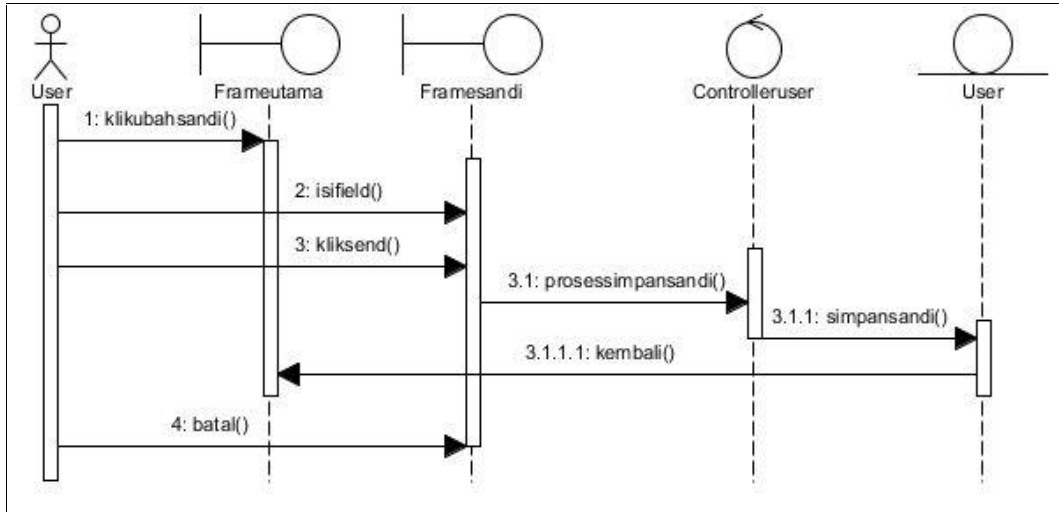 User
Frameutama
Framesandi
Controlleruser
User
1: klikubahsandi()
2: isifield()
3: kliksend()
3.1: prosessimpansandi()
3.1.1: simpansandi()
3.1.1.1: kembali()
4: batal()